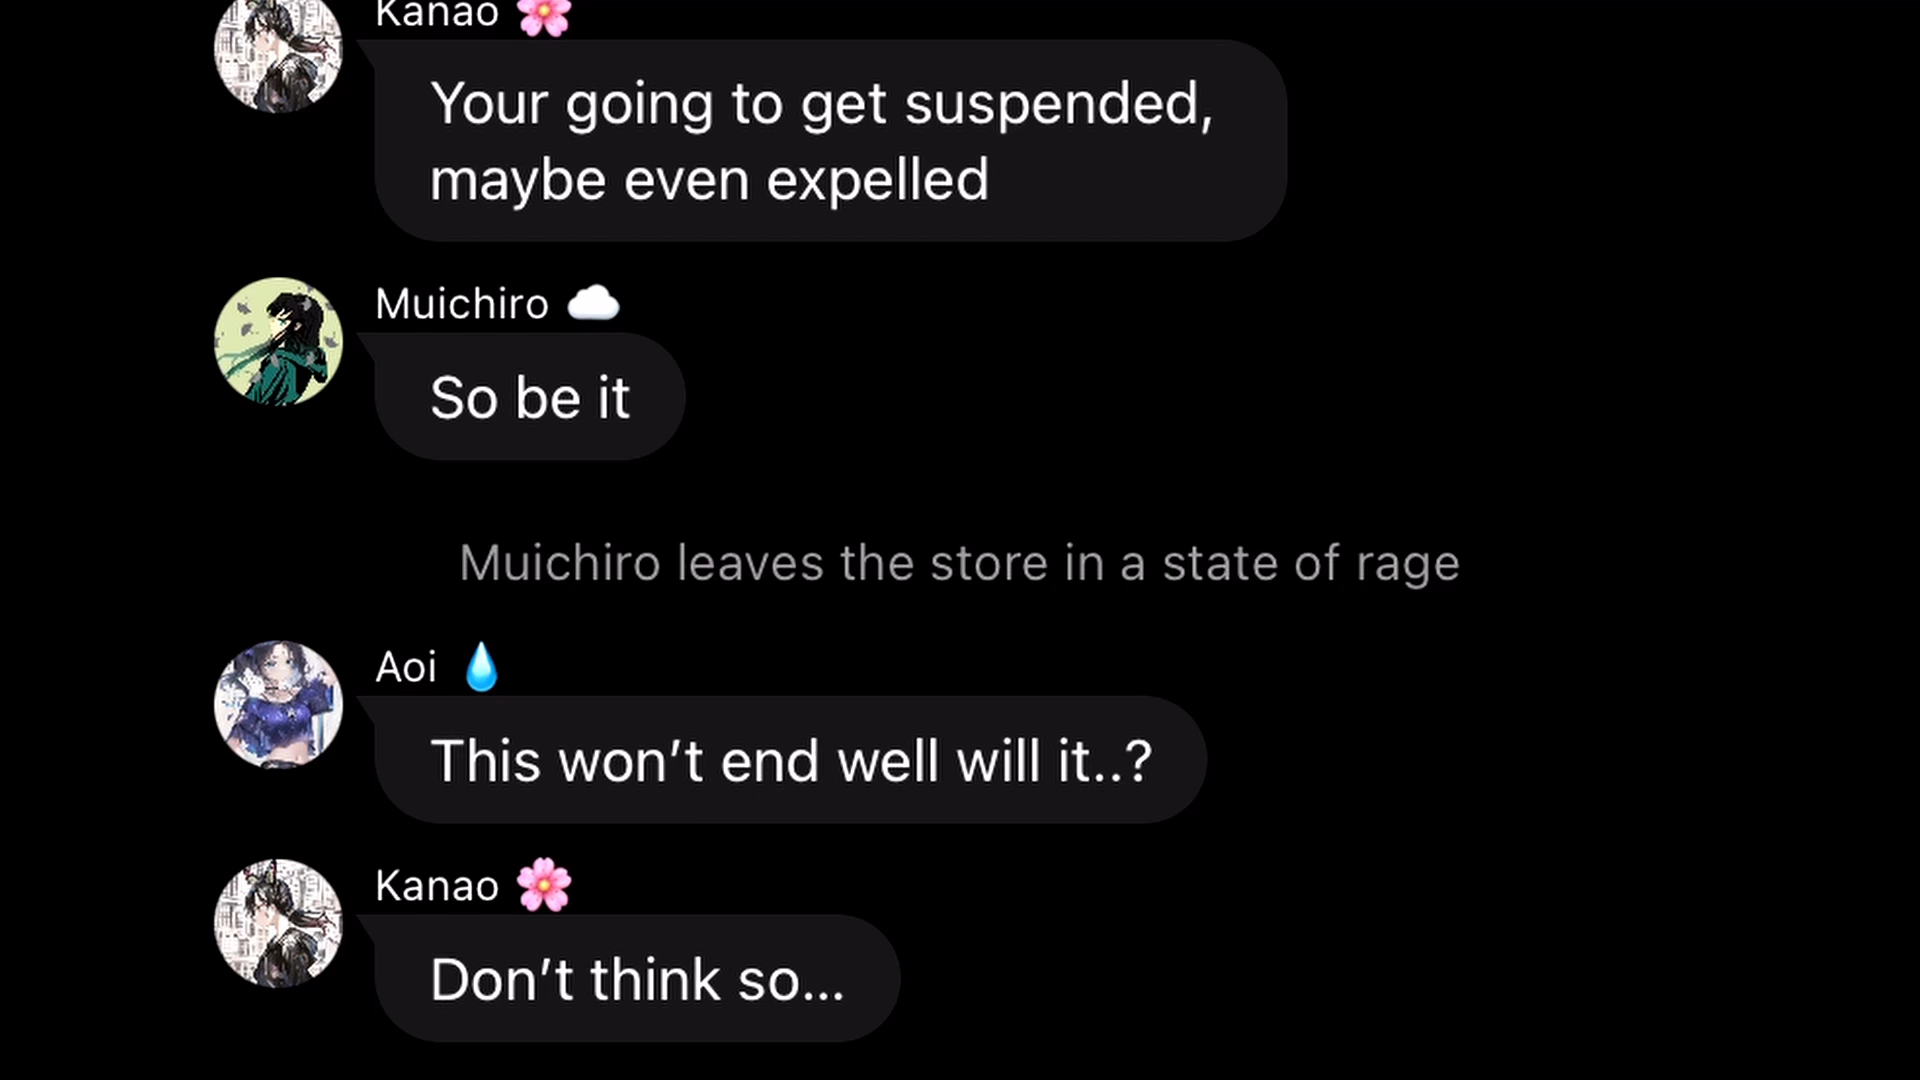 Kanao 🌸
Your going to get suspended,
maybe even expelled
Muichiro ☁️
So be it
Muichiro leaves the store in a state of rage
Aoi 💧
This won’t end well will it..?
Kanao 🌸
Don’t think so...